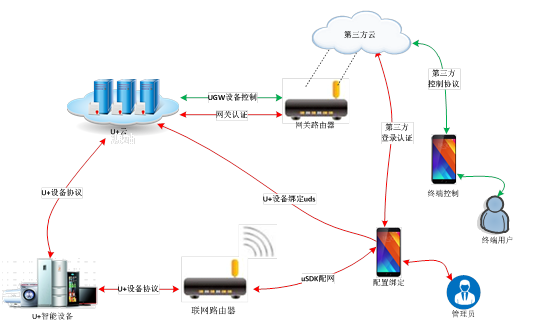 第三方云
第三方
控制协议
UGW设备控制
网关认证
网关路由器
U+云
第三方
登录认证
终端控制
U+设备协议
U+设备绑定uds
终端用户
uSDK配网
配置绑定
U+设备协议
联网路由器
U+智能设备
管理员